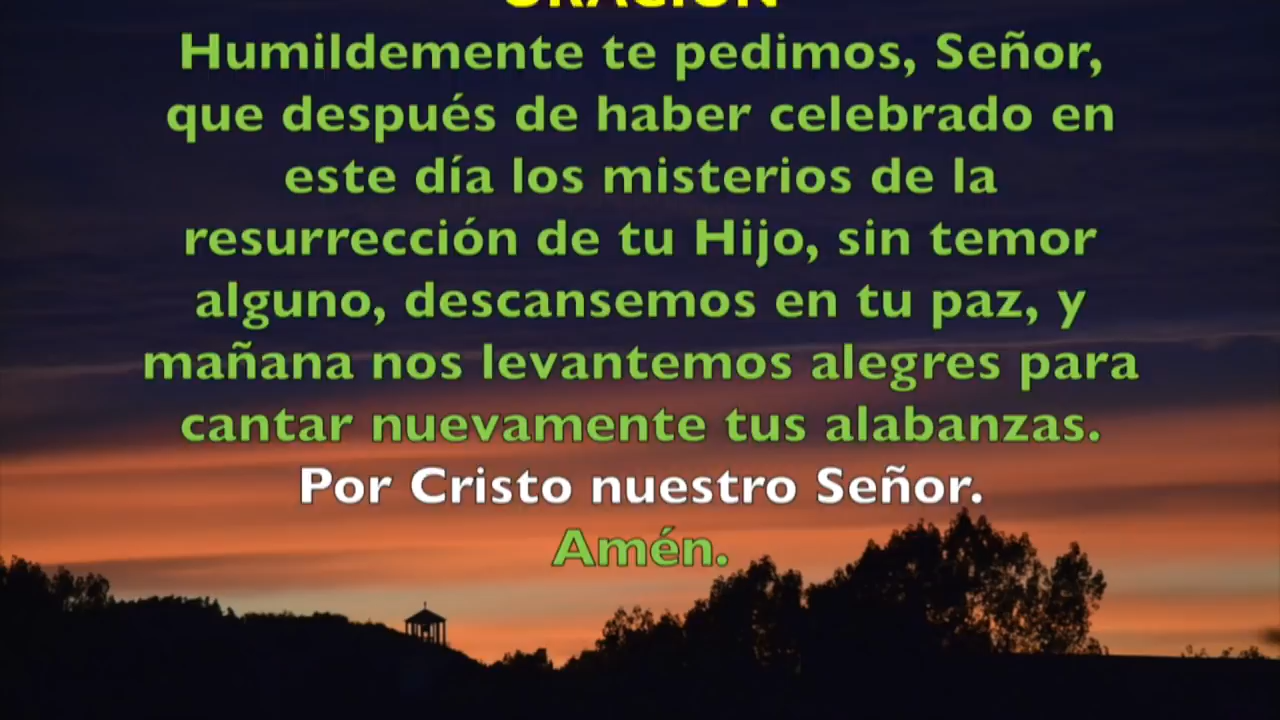 ORACIÓN
Humildemente te pedimos, Señor,
que después de haber celebrado en
este día los misterios de la
resurrección de tu Hijo, sin temor
alguno, descansemos en tu paz, y
mañana nos levantemos alegres para
cantar nuevamente tus alabanzas.
Por Cristo nuestro Señor.
Amén.